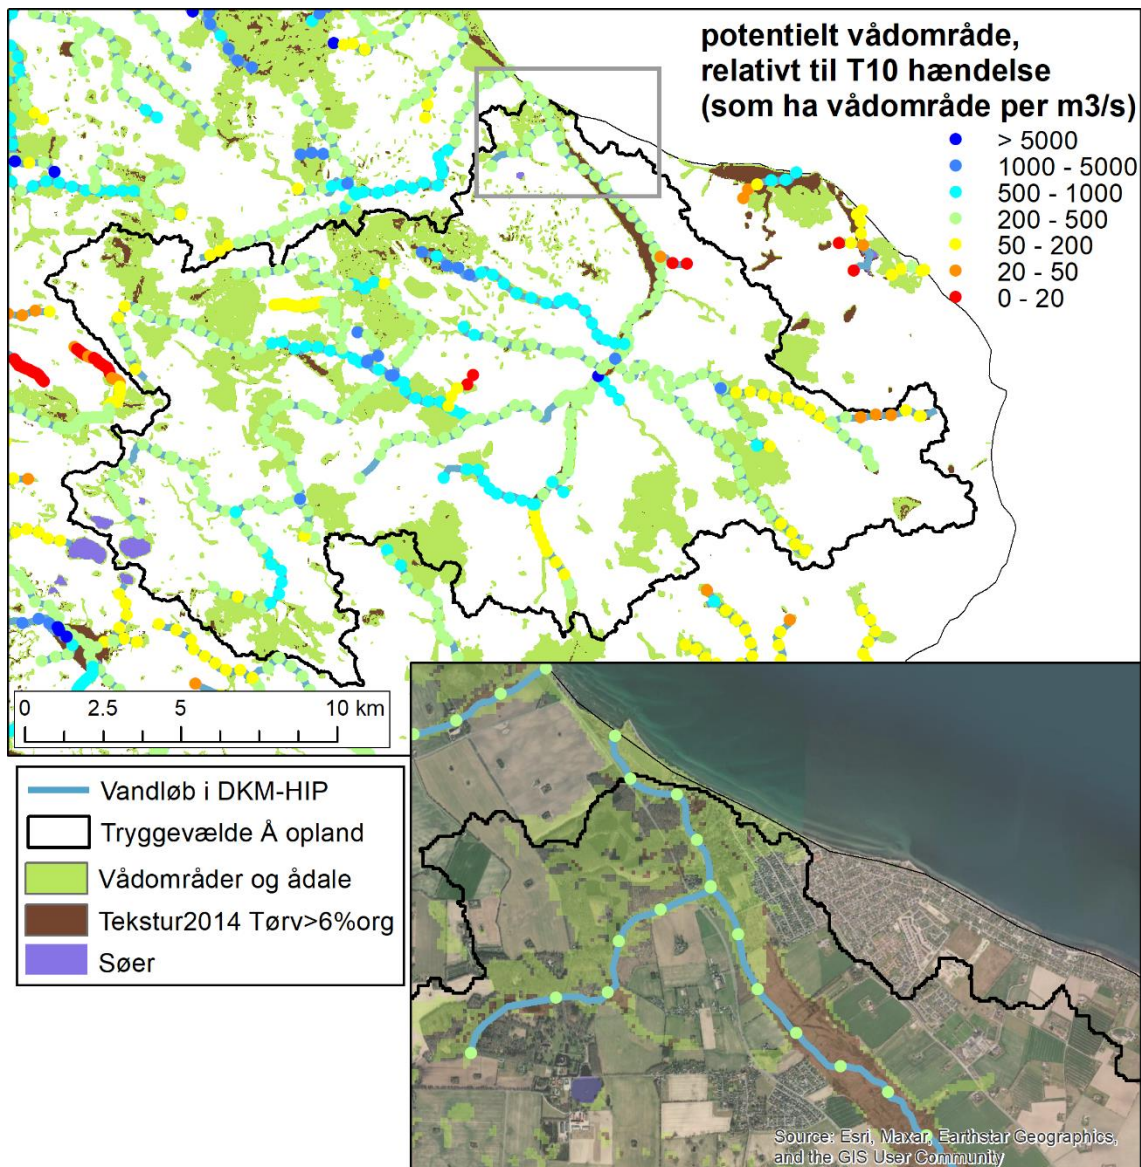 potentielt vådområde,
relativt til T10 hændelse
(som ha vådområde per m3/s)
> 5000
1000 - 5000
500 - 1000
200 - 500
50 - 200
20 - 50
0 - 20
0 2.5 5 10 km
Vandløb i DKM-HIP
Tryggevælde Å opland
Vådområder og ådale
Tekstur2014 Tørv>6%org
Søer
Source: Esri, Maxar, Earthstar Geographics,
and the GIS User Community